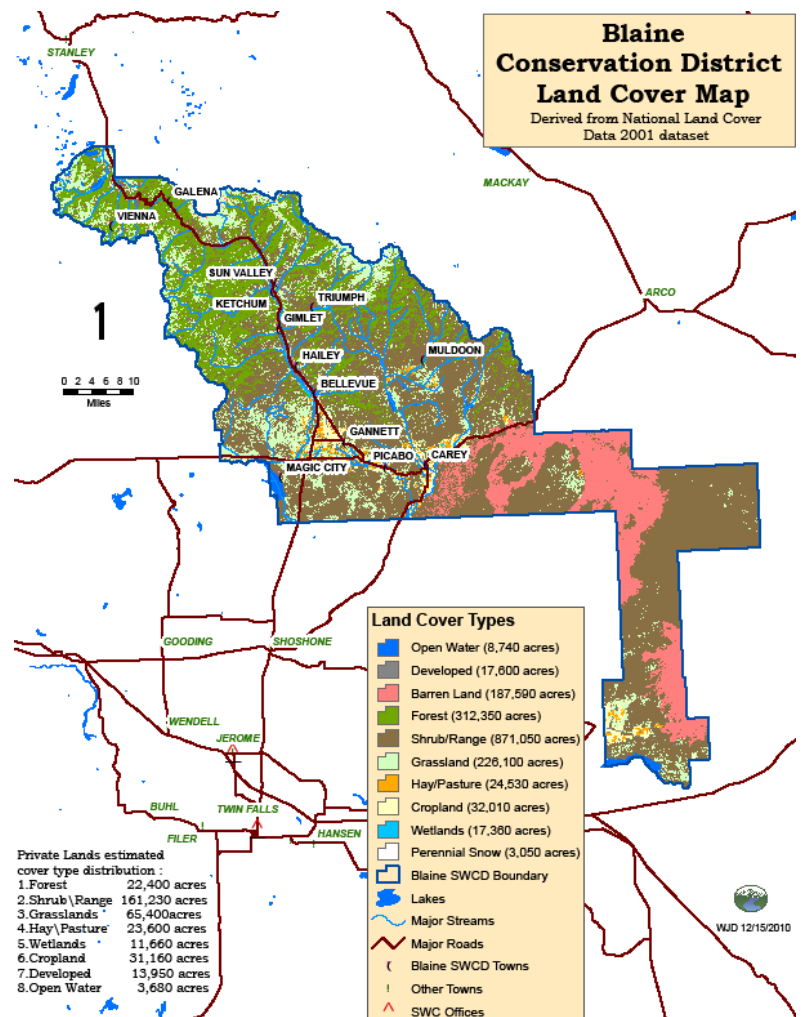 Blaine
Conservation District
Land Cover Map
Derived from National Land Cover
Data 2001 dataset
STANLEY
MACKAY
GALENA
VIENNA
SUN VALLEY
ARCO
TRIUMPH
KETCHUM
GIMLET
1
MULDOON
HAILEY
0 2 4 6 8 10
Miles
BELLEVUE
GANNETT
PICABO
CAREY
MAGIC CITY
GOODING
SHOSHONE
WENDELL
JEROME
BUHL
TWIN FALLS
FILER
HANSEN
Land Cover Types
Open Water (8,740 acres)
Developed (17,600 acres)
Barren Land (187,590 acres)
Forest (312,350 acres)
Shrub/Range (871,050 acres)
Grassland (226,100 acres)
Hay/Pasture (24,530 acres)
Cropland (32,010 acres)
Wetlands (17,360 acres)
Perennial Snow (3,050 acres)
Blaine SWCD Boundary
Lakes
Major Streams
Major Roads
Blaine SWCD Towns
Other Towns
SWC Offices
Private Lands estimated
cover type distribution :
1.Forest 22,400 acres
2.Shrub\Range 161,230 acres
3.Grasslands 65,400acres
4.Hay\Pasture 23,600 acres
5.Wetlands 11,660 acres
6.Cropland 31,160 acres
7.Developed 13,950 acres
8.Open Water 3,680 acres
WJD 12/15/2010